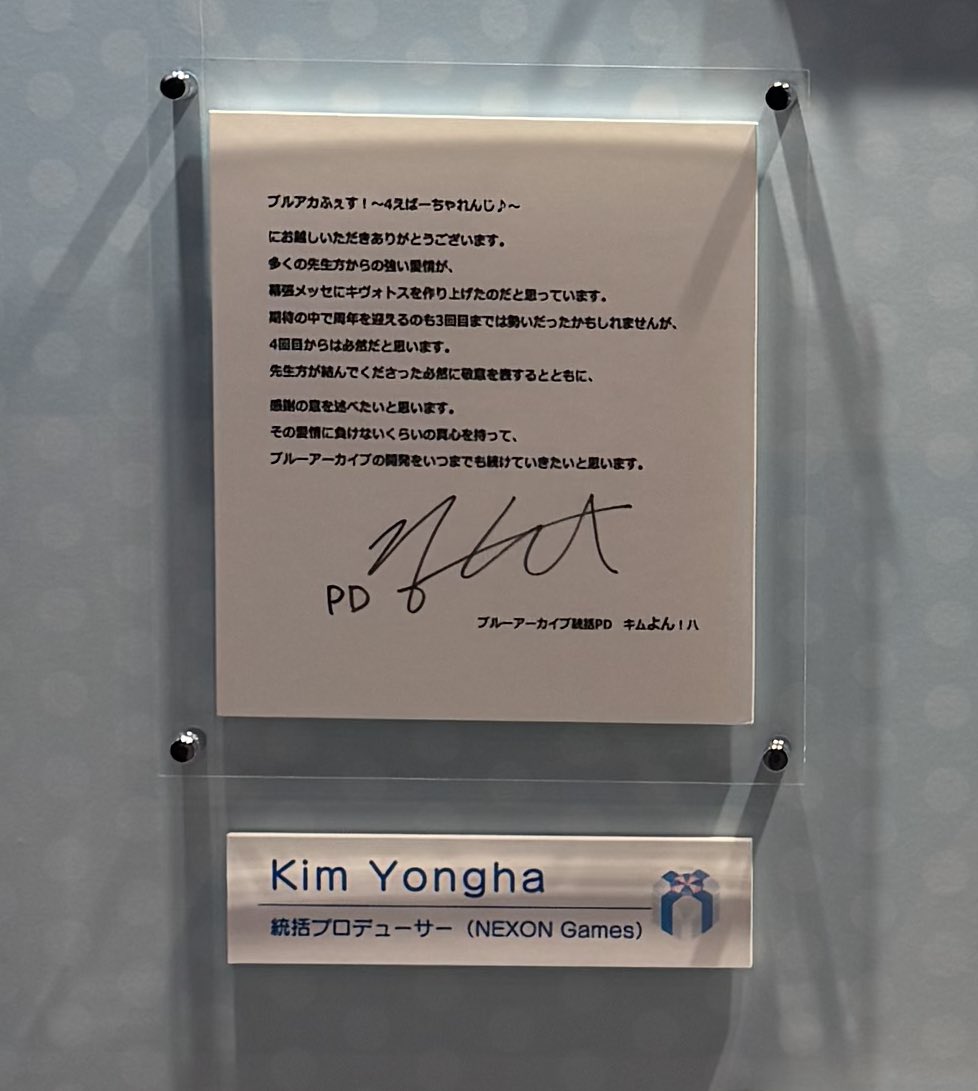 ブルアカふぇす！～4えばーちゃれんじ♪～
にお越しいただきありがとうございます。
多くの先生方からの強い愛情が、
幕張メッセにキヴォトスを作り上げたのだと思っています。
期待の中で周年を迎えるのも3回目までは勢いだったかもしれませんが、
4回目からは必然だと思います。
先生方が結んでくださった必然に敬意を表するとともに、
感謝の意を述べたいと思います。
その愛情に負けないくらいの真心を持って、
ブルーアーカイブの開発をいつまでも続けていきたいと思います。
PD
ブルーアーカイブ統括PD キムよん！ハ
Kim Yongha
統括プロデューサー（NEXON Games）